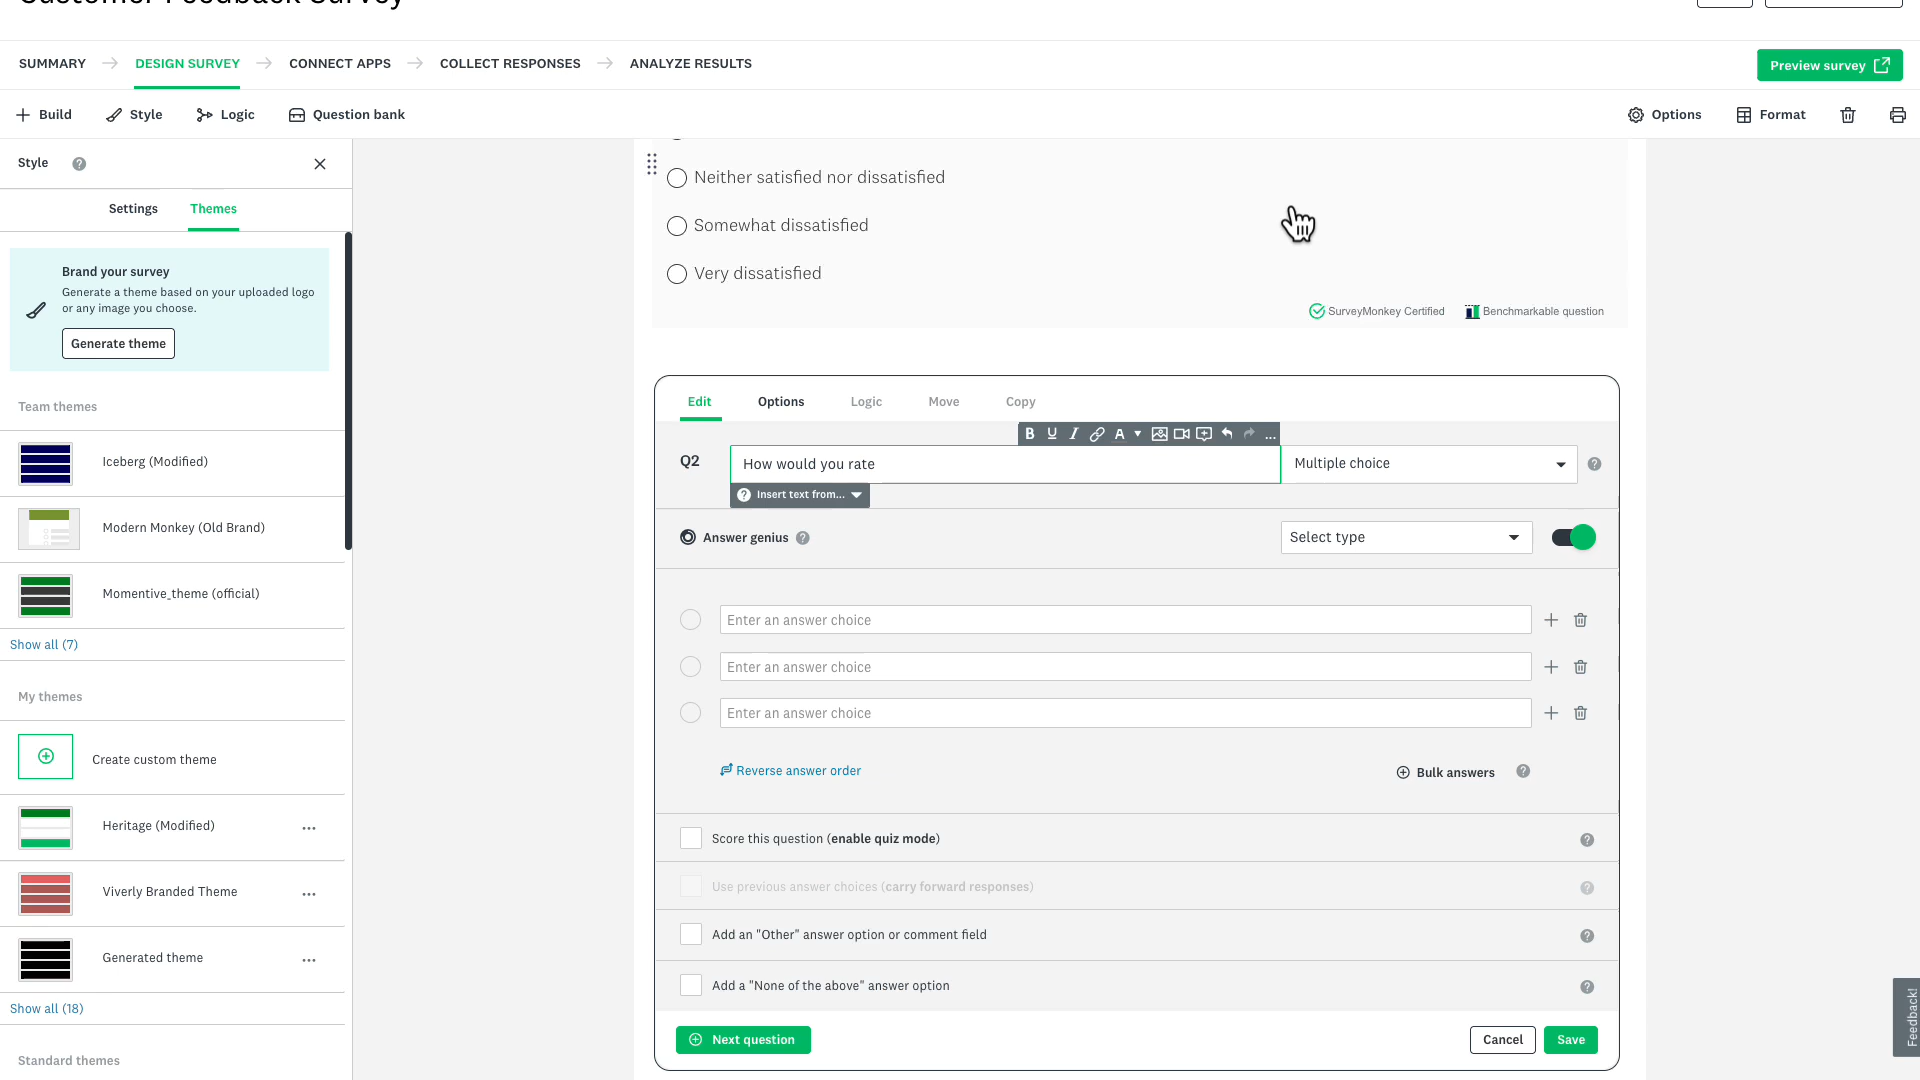 Customer Feedback Survey
SUMMARY
DESIGN SURVEY
CONNECT APPS
COLLECT RESPONSES
ANALYZE RESULTS
Preview survey
Build
Style
Logic
Question bank
Options
Format
Style
Settings
Themes
Brand your survey
Generate a theme based on your uploaded logo
or any image you choose.
Generate theme
Team themes
Iceberg (Modified)
Modern Monkey (Old Brand)
Momentive_theme (official)
Show all (7)
My themes
Create custom theme
Heritage (Modified)
Viverly Branded Theme
Generated theme
Show all (18)
Standard themes
Neither satisfied nor dissatisfied
Somewhat dissatisfied
Very dissatisfied
SurveyMonkey Certified
Benchmarkable question
Edit
Options
Logic
Move
Copy
B U I A ...
Q2
How would you rate
Multiple choice
Insert text from...
Answer genius
Select type
Enter an answer choice
Enter an answer choice
Enter an answer choice
Reverse answer order
Bulk answers
Score this question (enable quiz mode)
Use previous answer choices (carry forward responses)
Add an "Other" answer option or comment field
Add a "None of the above" answer option
Next question
Cancel
Save
Feedback!